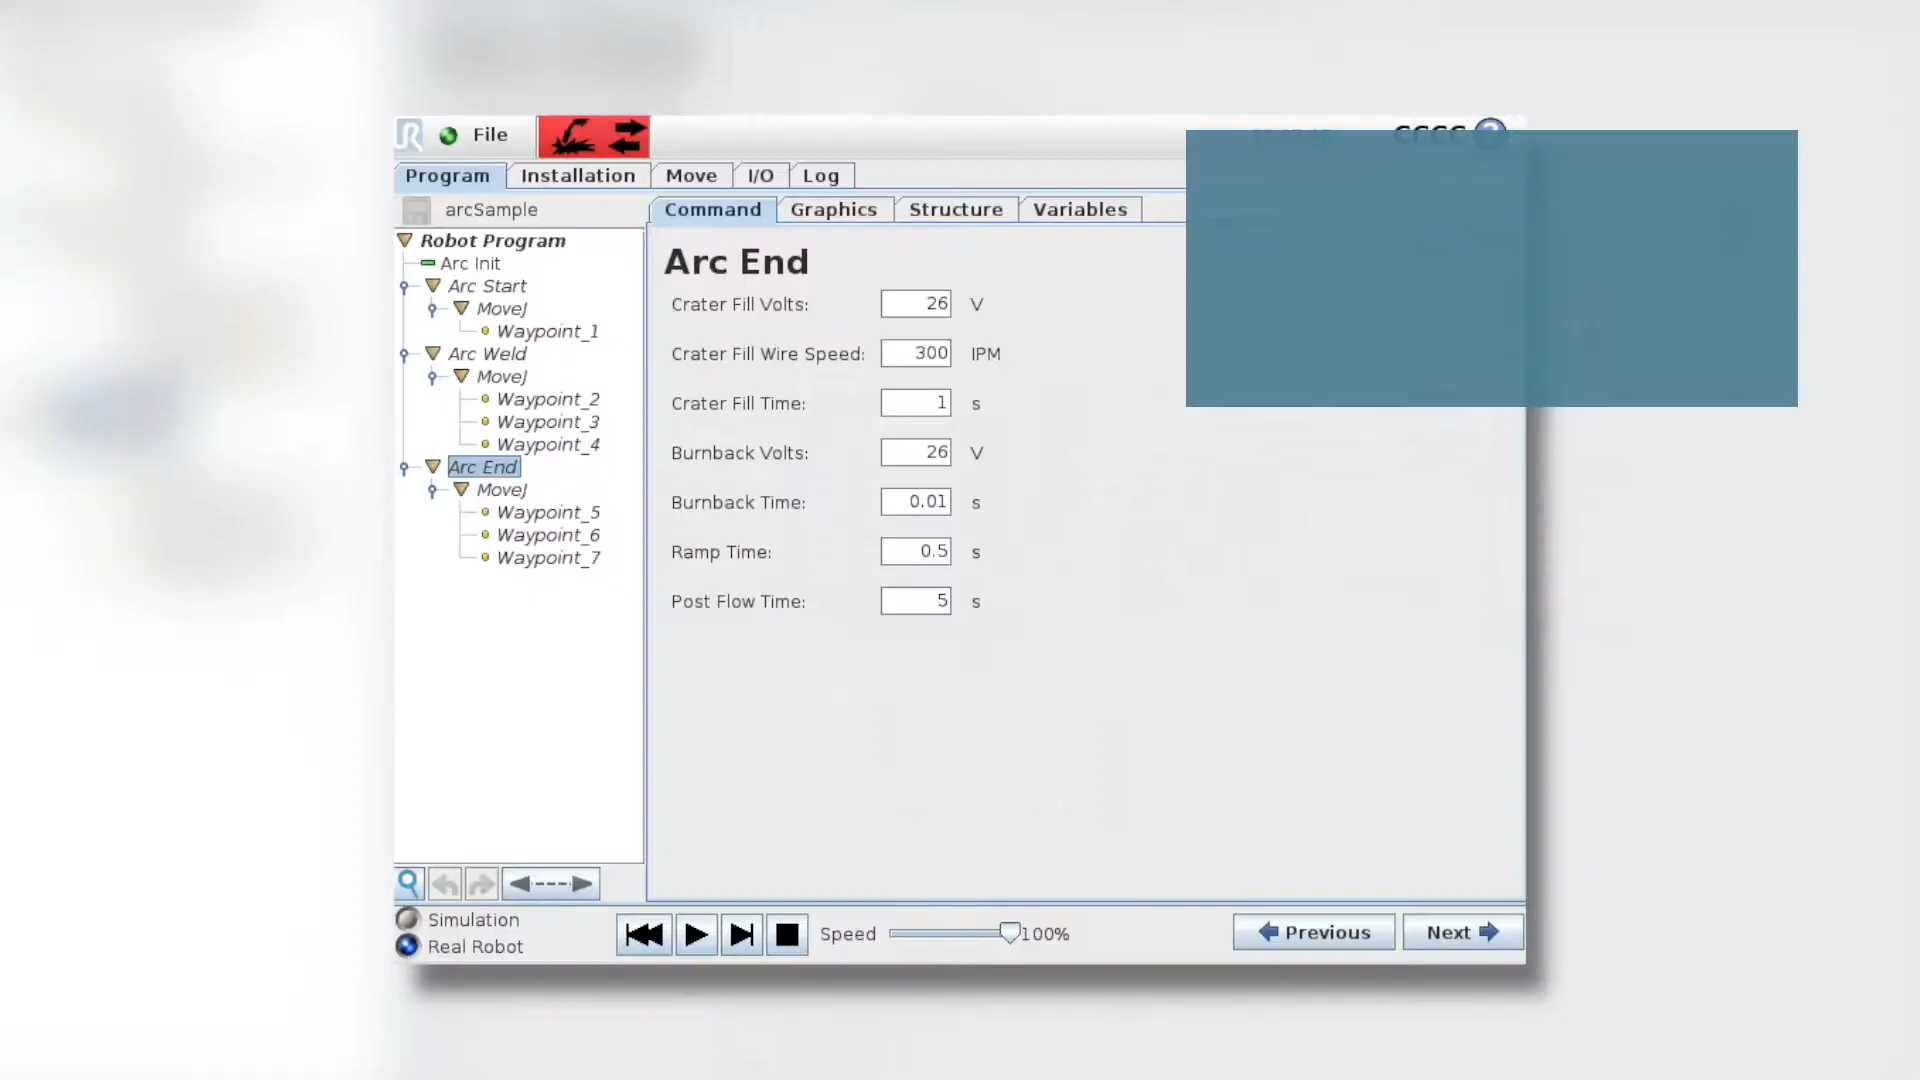 File
CCCC ?
Program Installation Move I/O Log
arcSample
Command Graphics Structure Variables
Robot Program
Arc Init
Arc Start
MoveJ
Waypoint_1
Arc Weld
MoveJ
Waypoint_2
Waypoint_3
Waypoint_4
Arc End
MoveJ
Waypoint_5
Waypoint_6
Waypoint_7
Arc End
Crater Fill Volts: 26 V
Crater Fill Wire Speed: 300 IPM
Crater Fill Time: 1 s
Burnback Volts: 26 V
Burnback Time: 0.01 s
Ramp Time: 0.5 s
Post Flow Time: 5 s
Simulation
Real Robot
Speed 100%
Previous Next